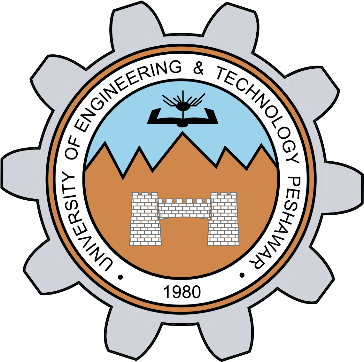 UNIVERSITY OF ENGINEERING & TECHNOLOGY PESHAWAR
1980